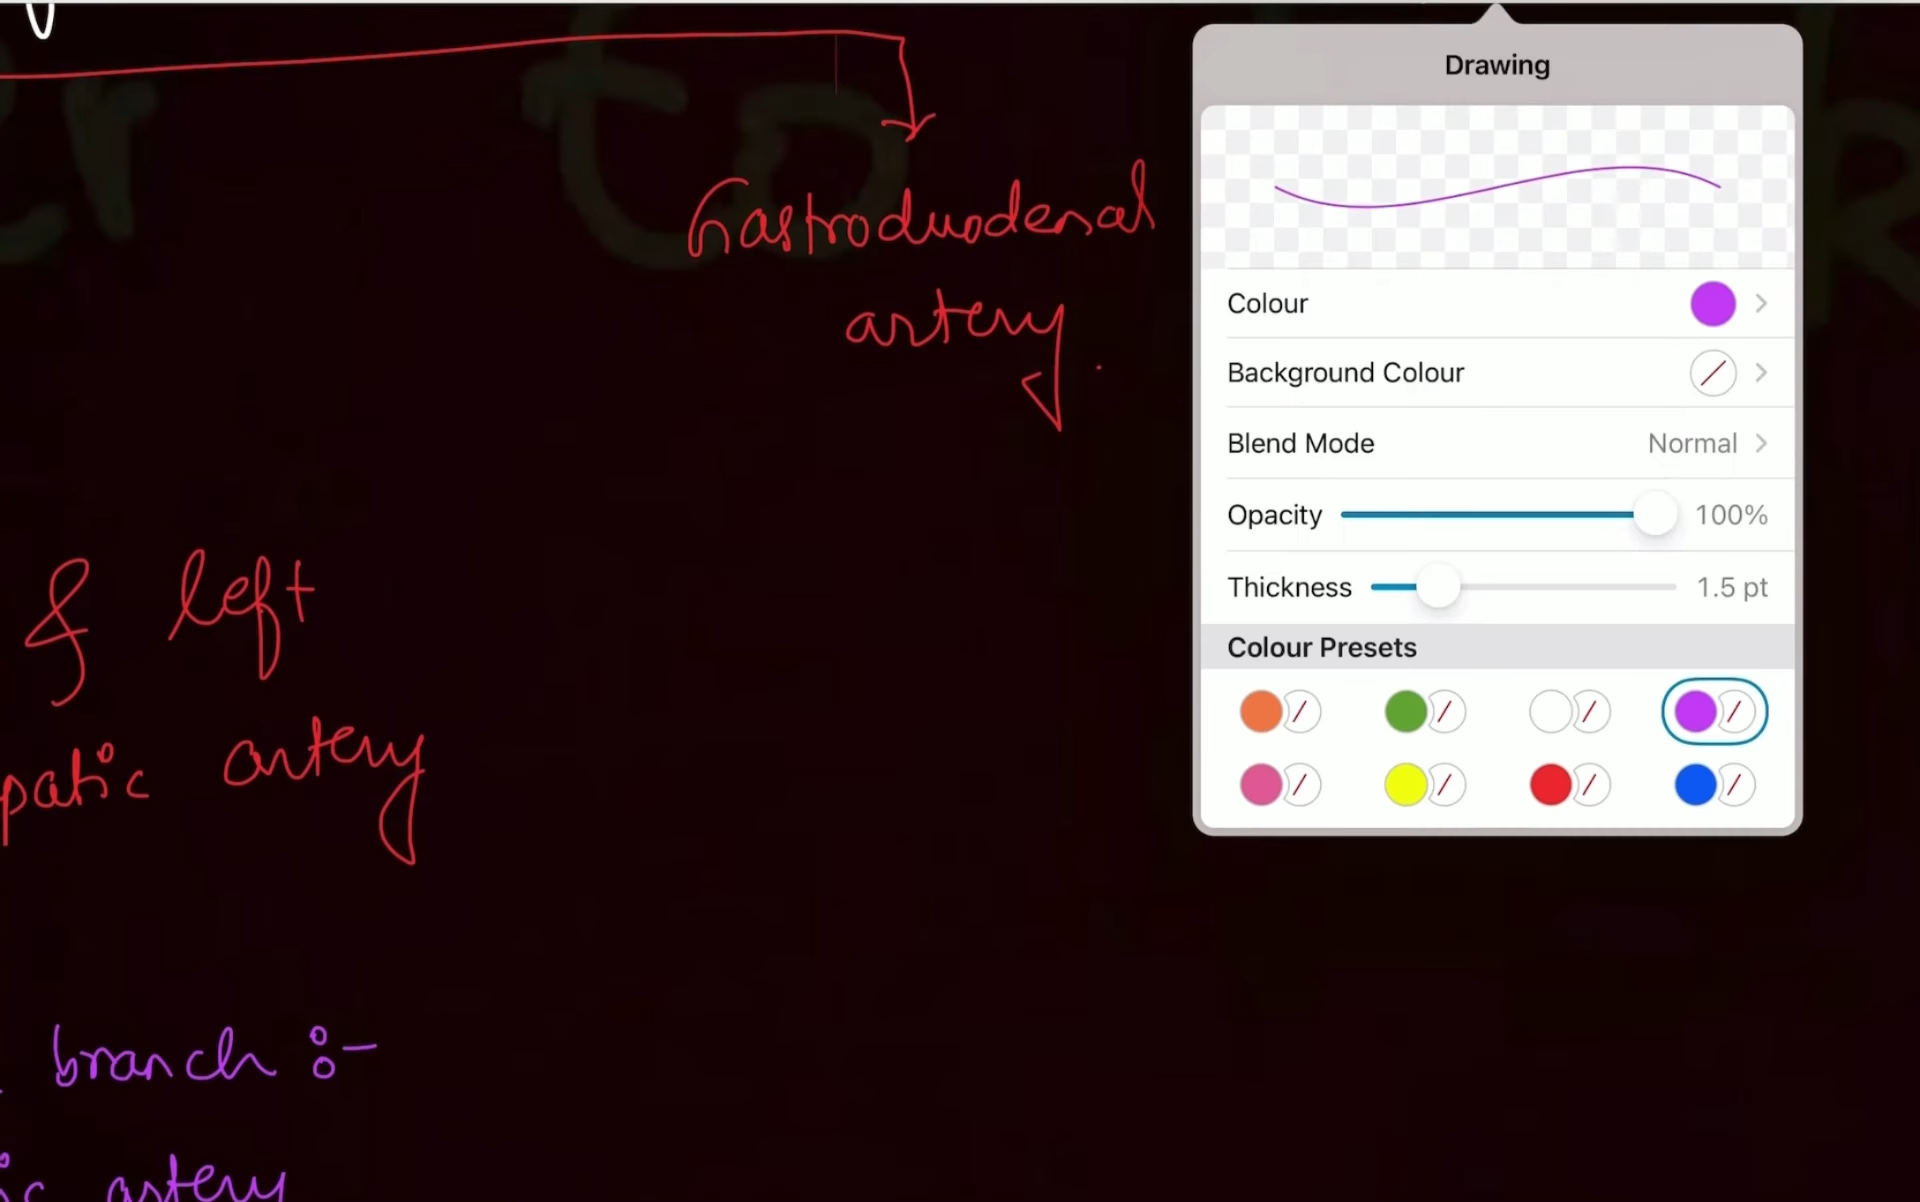 Gastroduodenal
artery
& left
patic artery
branch :-
ic artery
Drawing
Colour
Background Colour
Blend Mode Normal
Opacity 100%
Thickness 1.5 pt
Colour Presets